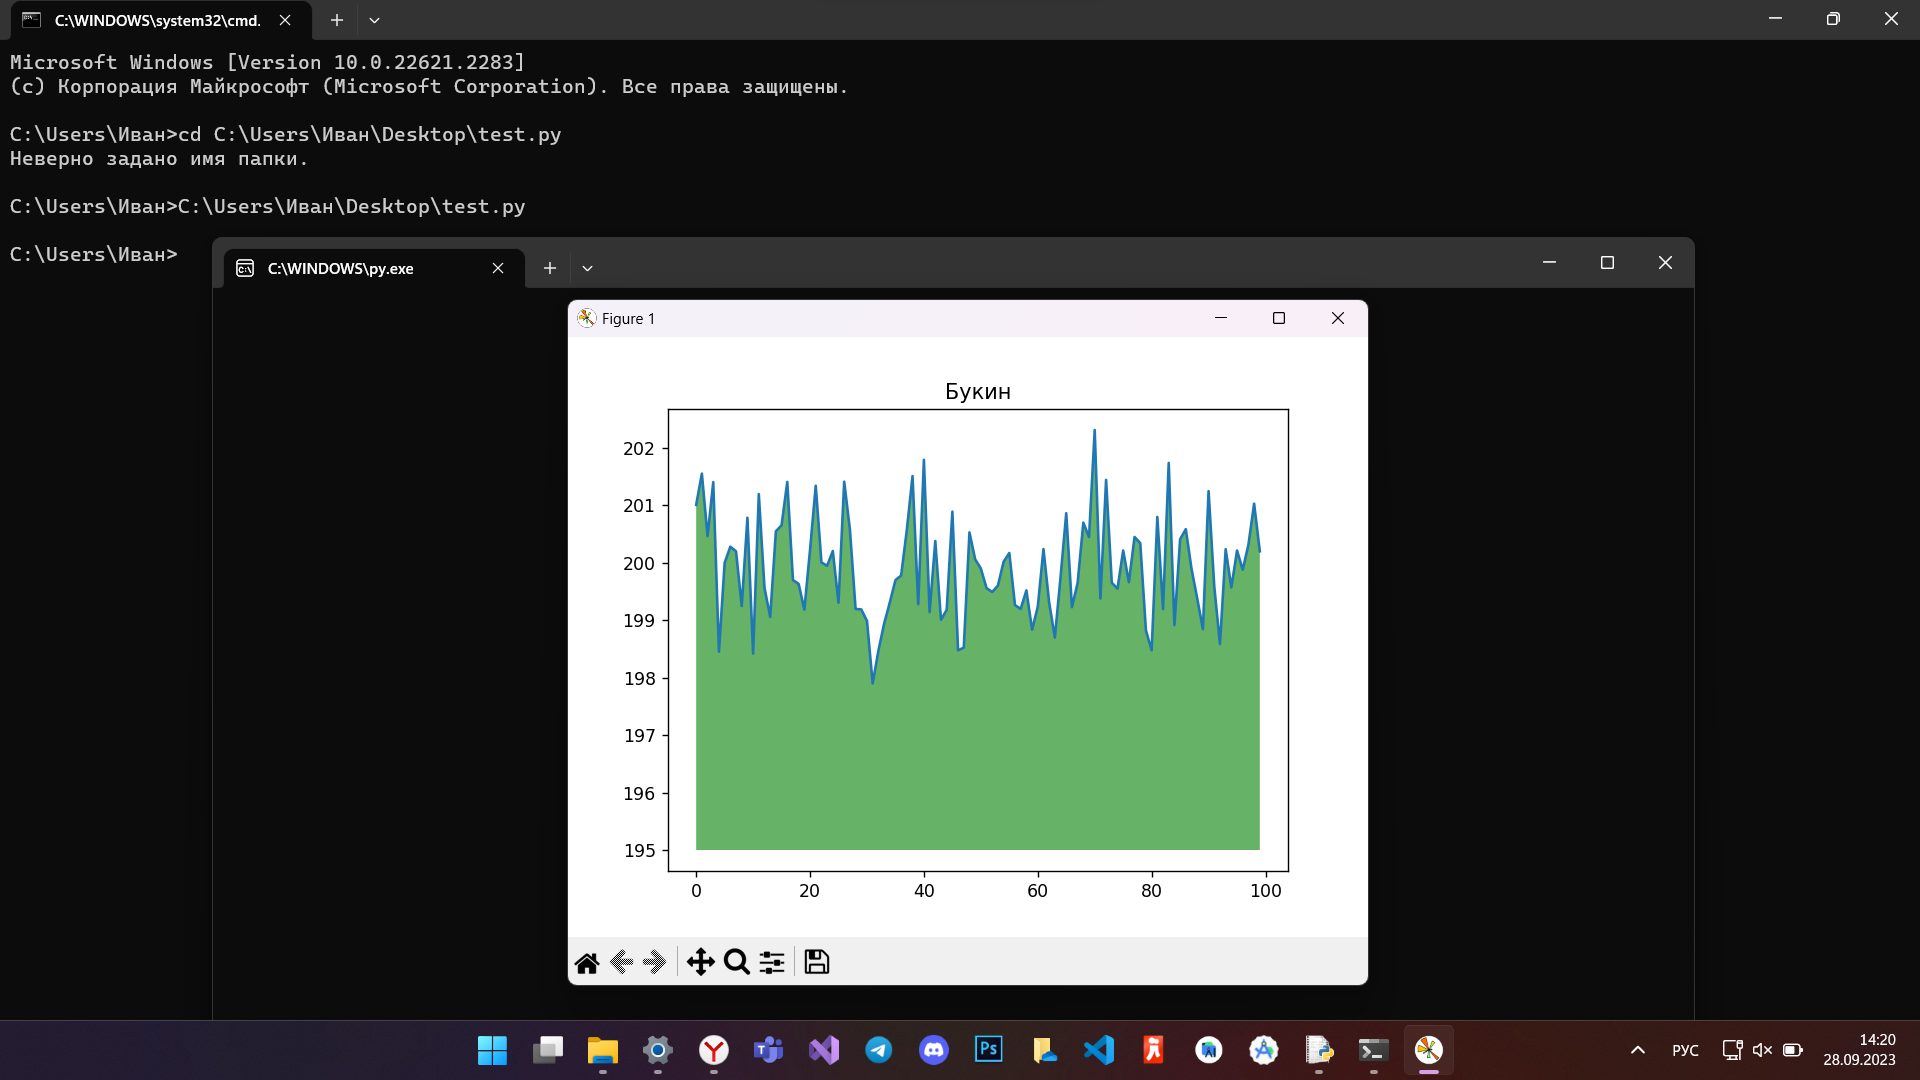 C:\WINDOWS\system32\cmd.
Microsoft Windows [Version 10.0.22621.2283]
(c) Корпорация Майкрософт (Microsoft Corporation). Все права защищены.
C:\Users\Иван>cd C:\Users\Иван\Desktop\test.py
Неверно задано имя папки.
C:\Users\Иван>C:\Users\Иван\Desktop\test.py
C:\Users\Иван>
C:\WINDOWS\py.exe
Figure 1
Букин
202
201
200
199
198
197
196
195
0 20 40 60 80 100
Ps
РУС
14:20
28.09.2023